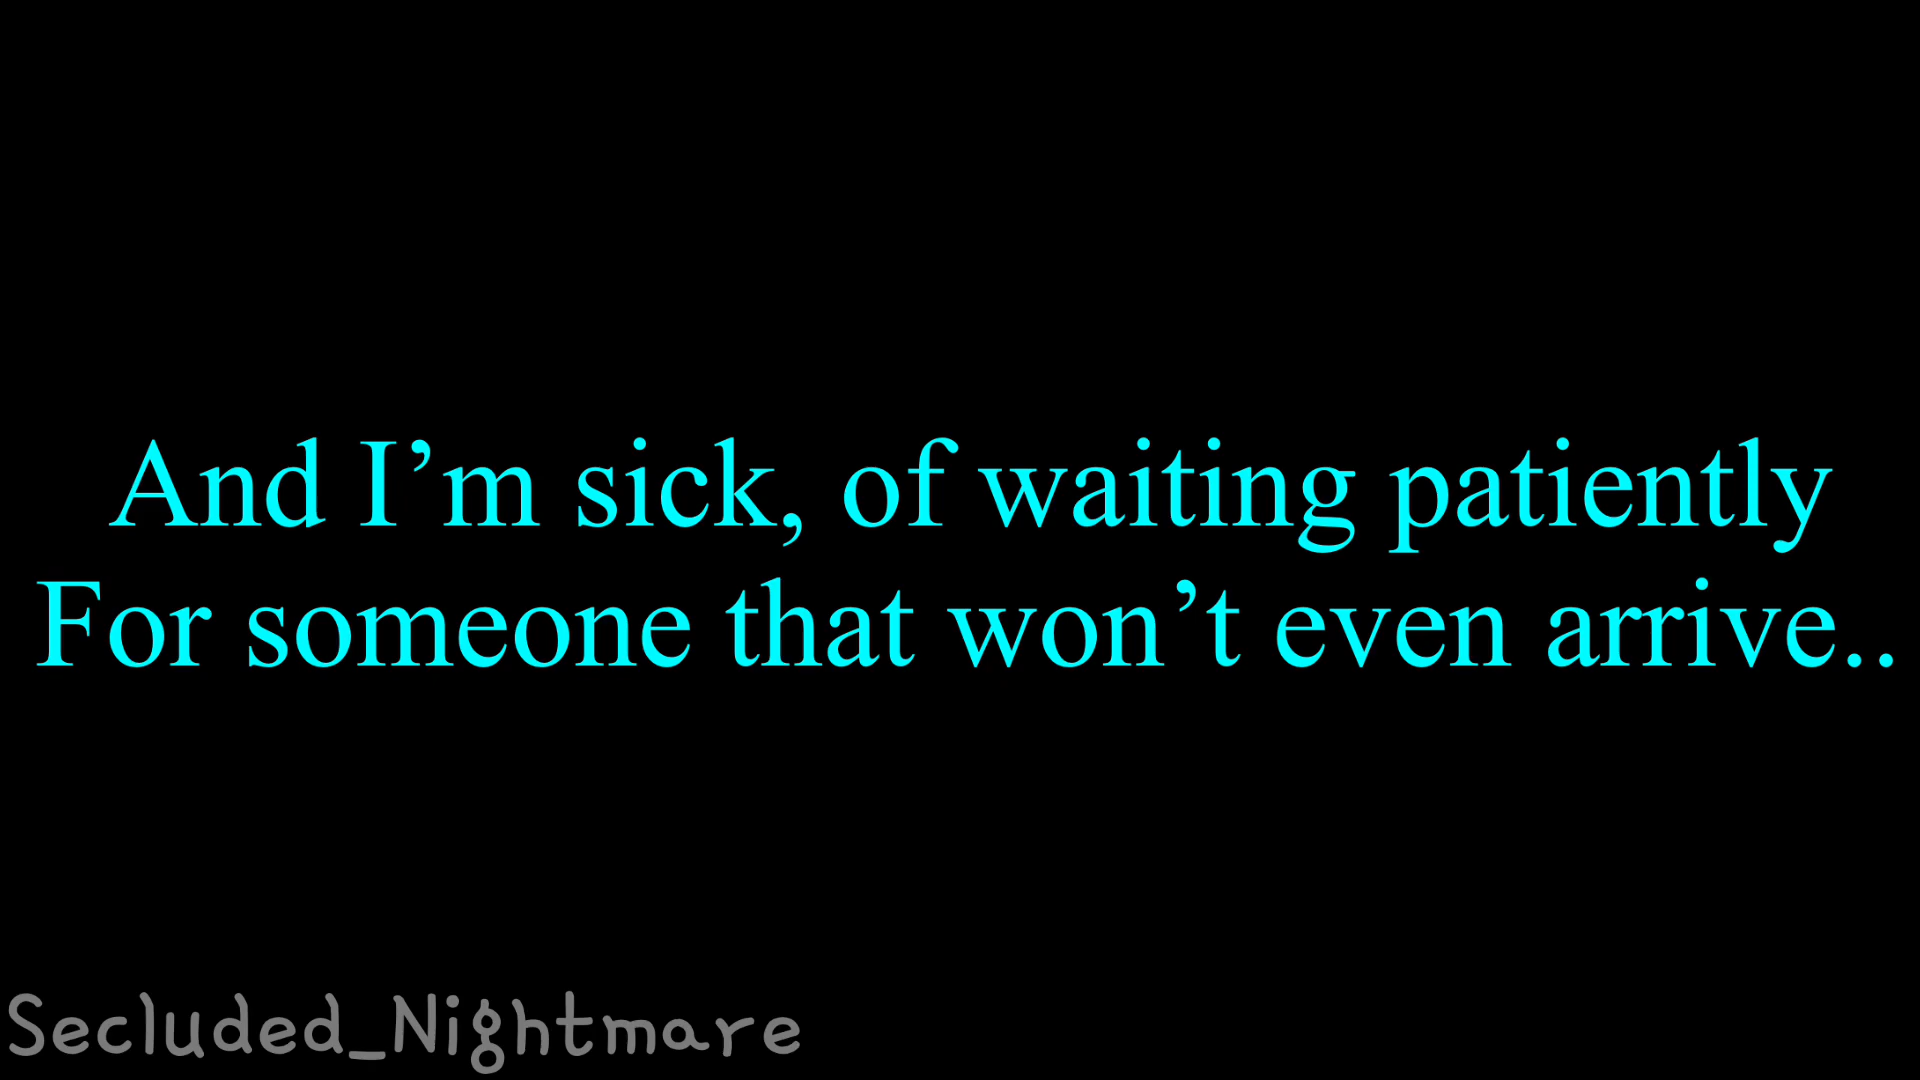 And I’m sick, of waiting patiently
For someone that won’t even arrive..
Secluded_Nightmare